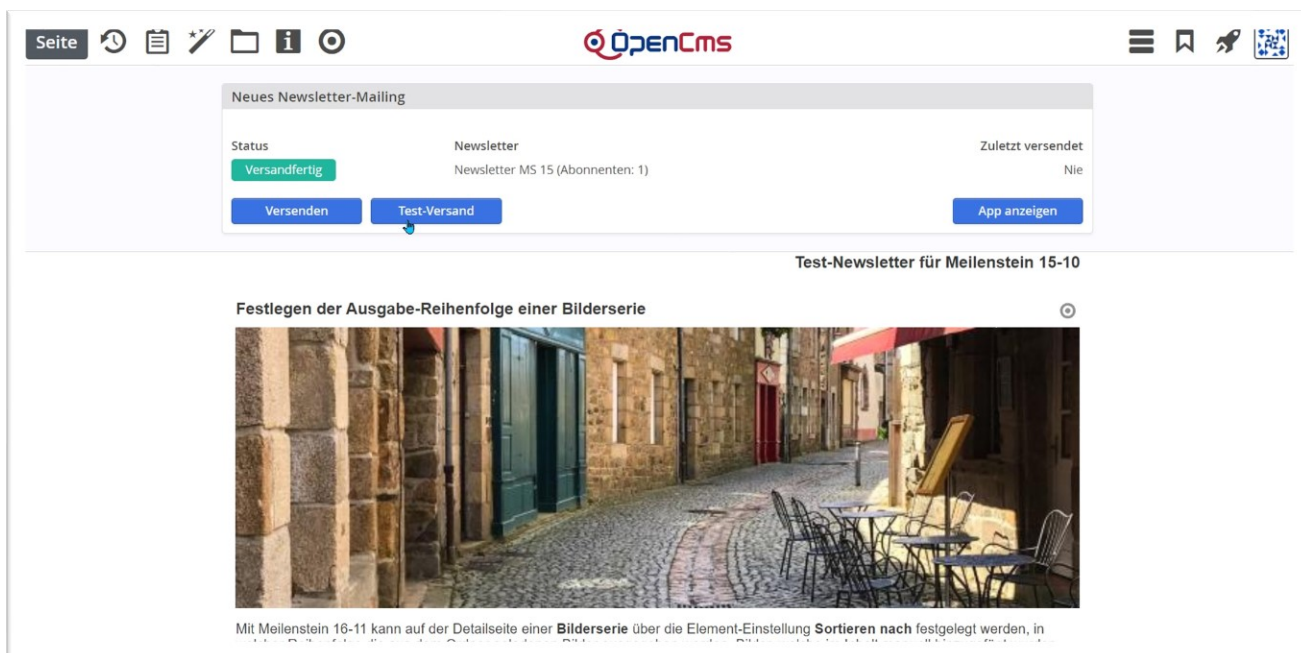 Seite
OpenCms
Neues Newsletter-Mailing
Status Newsletter Zuletzt versendet
Versandfertig Newsletter MS 15 (Abonnenten: 1) Nie
Versenden Test-Versand App anzeigen
Test-Newsletter für Meilenstein 15-10
Festlegen der Ausgabe-Reihenfolge einer Bilderserie
Mit Meilenstein 16-11 kann auf der Detailseite einer Bilderserie über die Element-Einstellung Sortieren nach festgelegt werden, in